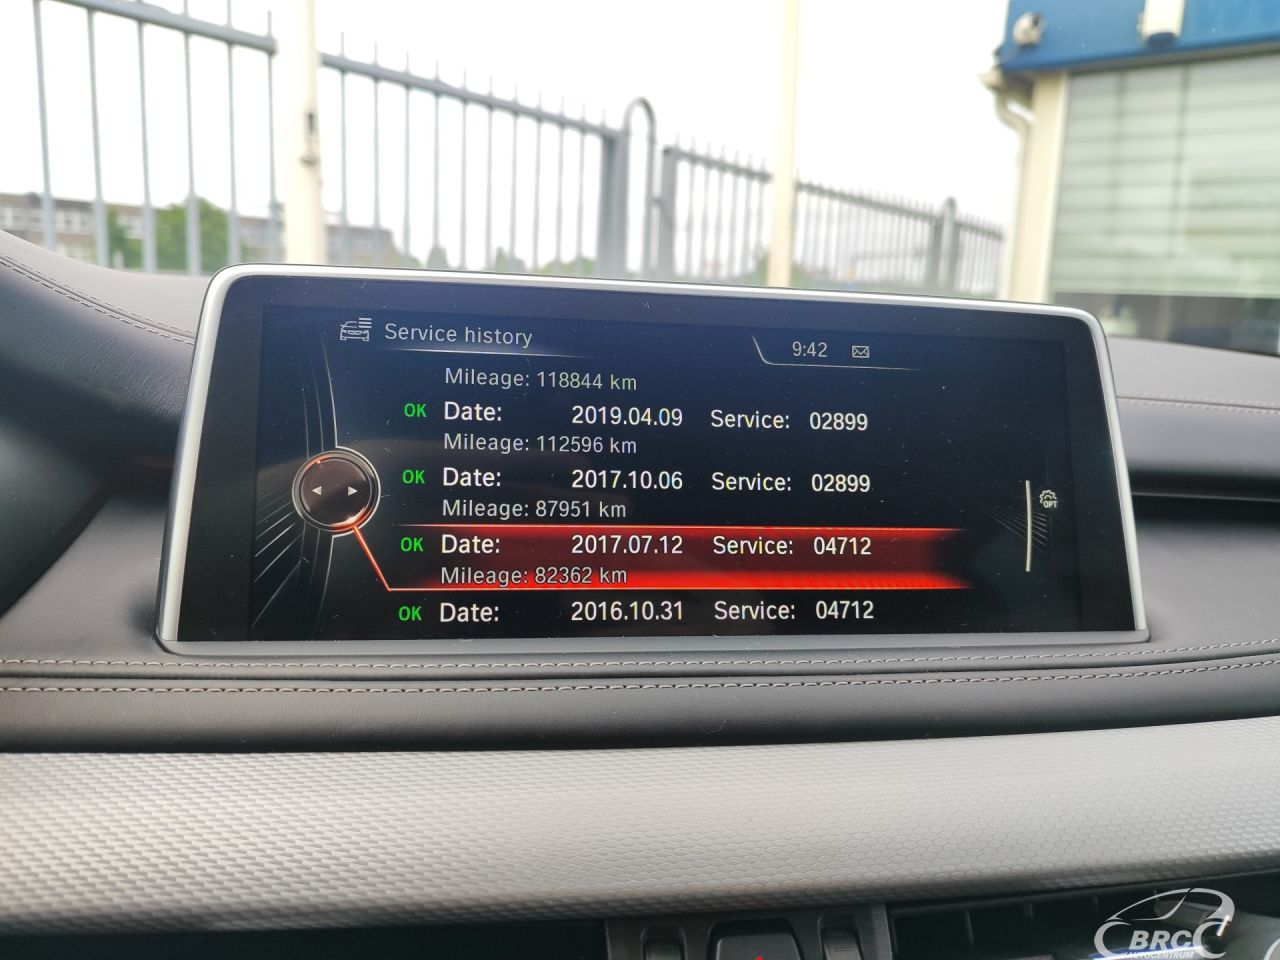 Service history
9:42
Mileage: 118844 km
OK Date: 2019.04.09 Service: 02899
Mileage: 112596 km
OK Date: 2017.10.06 Service: 02899
Mileage: 87951 km
OPT
OK Date: 2017.07.12 Service: 04712
Mileage: 82362 km
OK Date: 2016.10.31 Service: 04712
BRC
AUTOCENTRUM